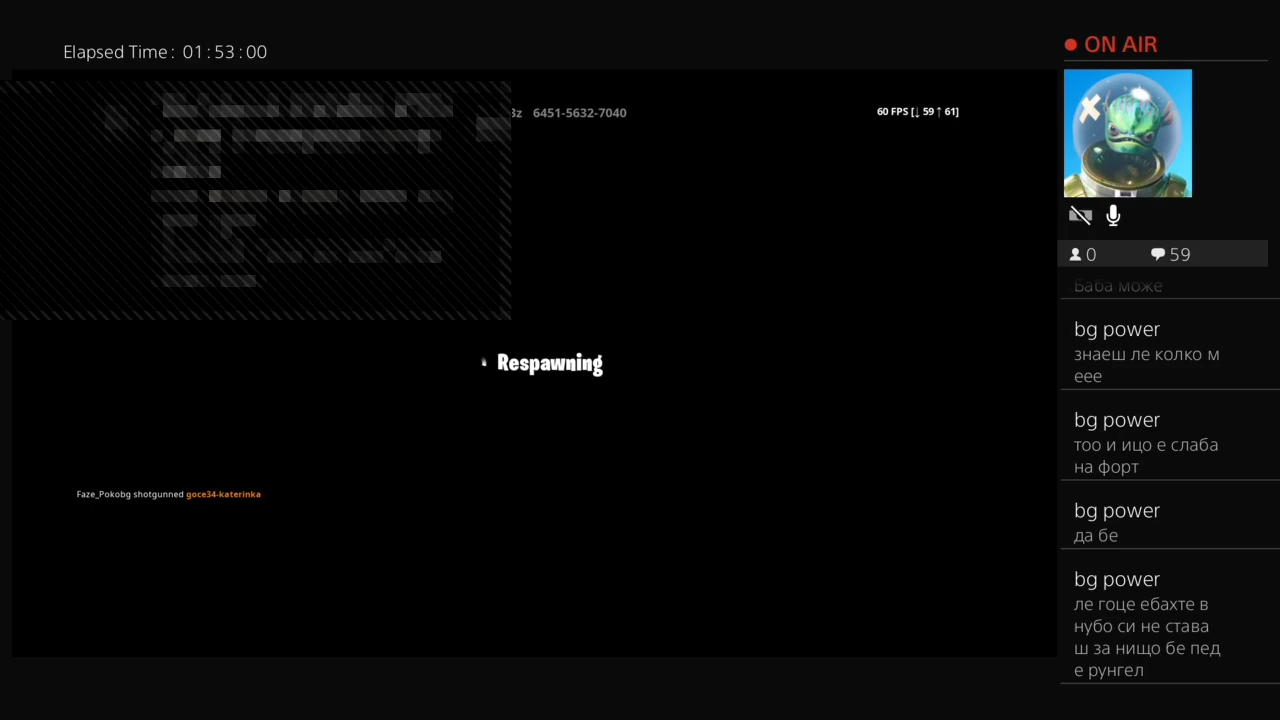 Elapsed Time: 01:53:00
ON AIR
3z 6451-5632-7040
60 FPS [↓ 59 ↑ 61]
0 59
Баба може
bg power
знаеш ле колко м
еее
Respawning
bg power
тоо и ицо е слаба
на форт
Faze_Pokobg shotgunned goce34-katerinka
bg power
да бе
bg power
ле гоце ебахте в
нубо си не става
ш за нищо бе пед
е рунгел